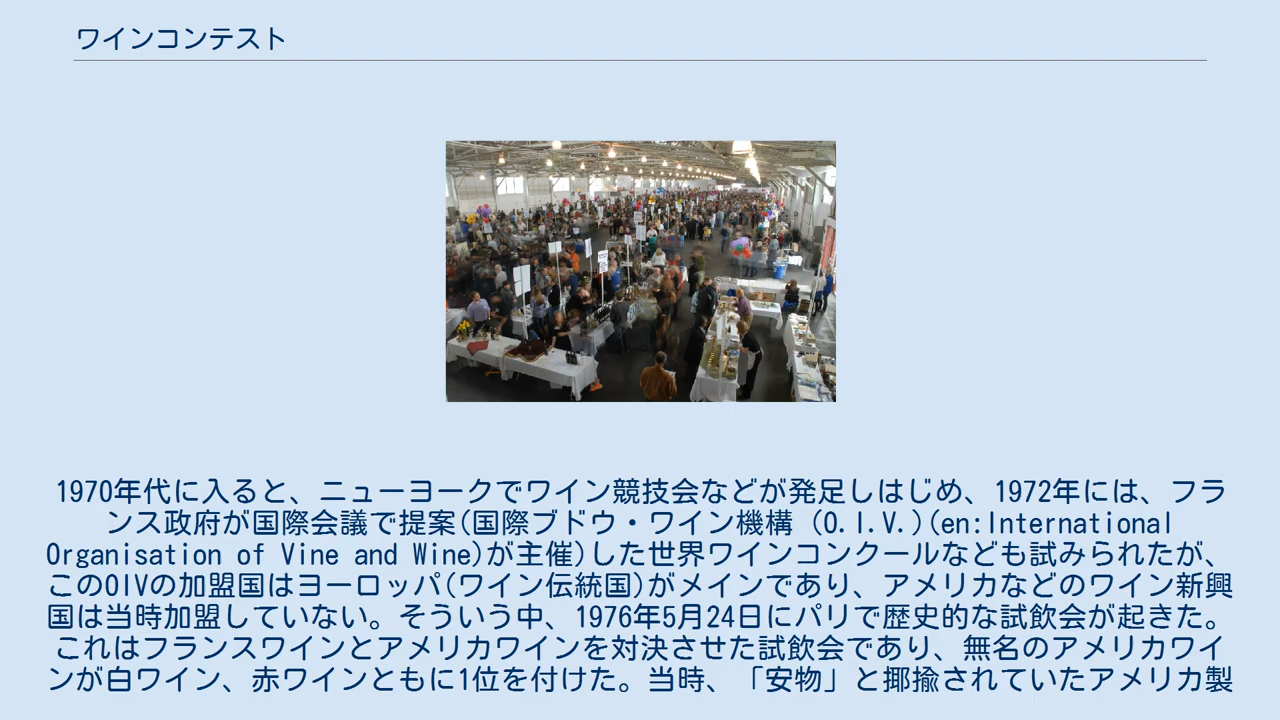 ワインコンテスト
1970年代に入ると、ニューヨークでワイン競技会などが発足しはじめ、1972年には、フラ
ンス政府が国際会議で提案(国際ブドウ・ワイン機構 (O.I.V.)(en:International
Organisation of Vine and Wine)が主催)した世界ワインコンクールなども試みられたが、
このOIVの加盟国はヨーロッパ(ワイン伝統国)がメインであり、アメリカなどのワイン新興
国は当時加盟していない。そういう中、1976年5月24日にパリで歴史的な試飲会が起きた。
これはフランスワインとアメリカワインを対決させた試飲会であり、無名のアメリカワイ
ンが白ワイン、赤ワインともに1位を付けた。当時、「安物」と揶揄されていたアメリカ製